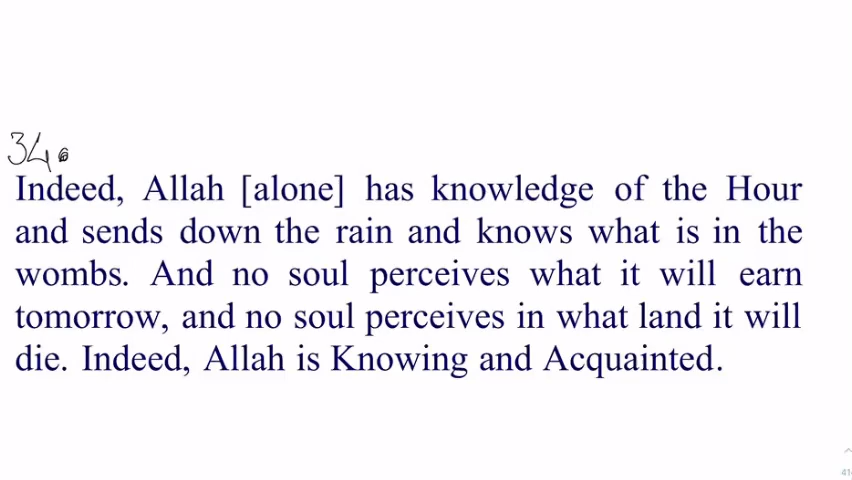 34.
Indeed, Allah [alone] has knowledge of the Hour
and sends down the rain and knows what is in the
wombs. And no soul perceives what it will earn
tomorrow, and no soul perceives in what land it will
die. Indeed, Allah is Knowing and Acquainted.